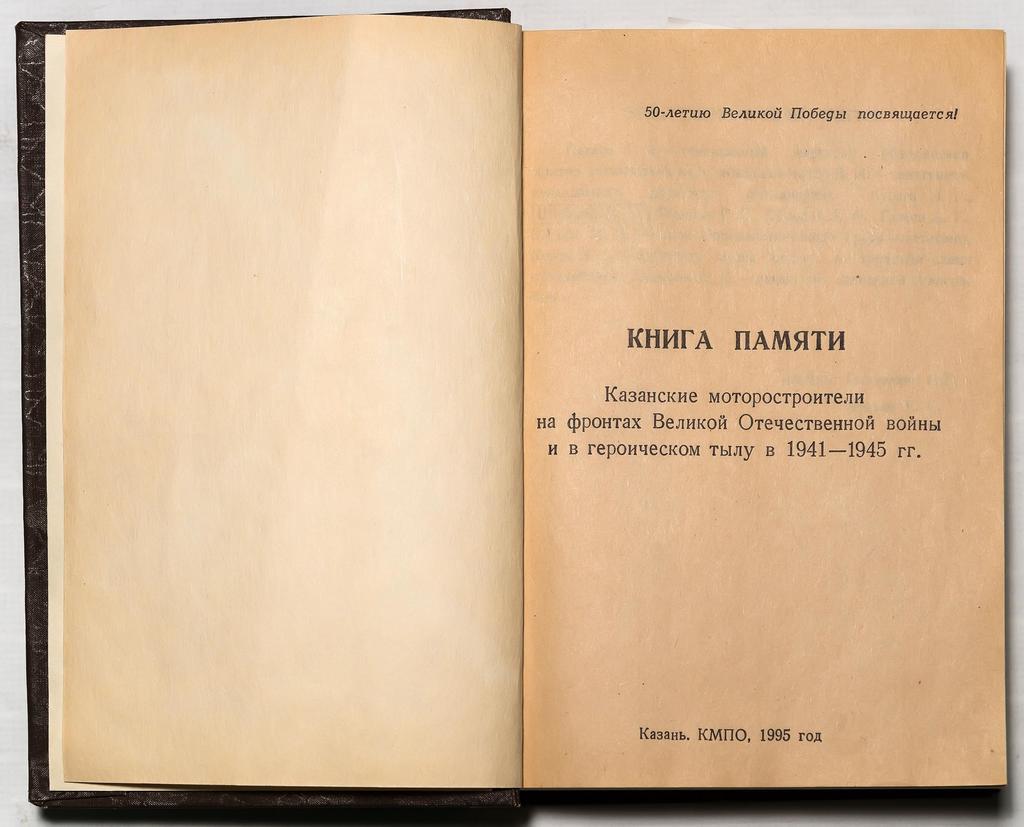 50-летию Великой Победы посвящается!
КНИГА ПАМЯТИ
Казанские моторостроители
на фронтах Великой Отечественной войны
и в героическом тылу в 1941—1945 гг.
Казань. КМПО, 1995 год